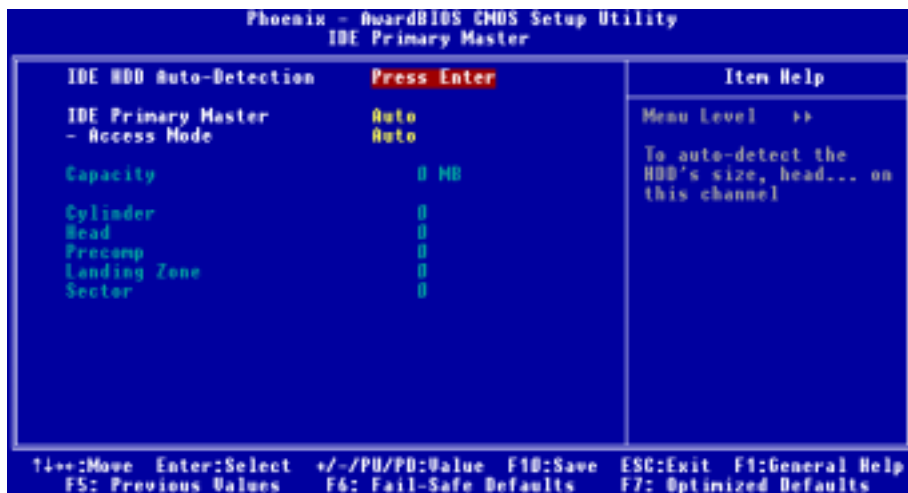 Phoenix - AwardBIOS CMOS Setup Utility
IDE Primary Master
IDE HDD Auto-Detection Press Enter
IDE Primary Master Auto
- Access Mode Auto
Capacity 0 MB
Cylinder 0
Head 0
Precomp 0
Landing Zone 0
Sector 0
Item Help
Menu Level ▸▸
To auto-detect the
HDD's size, head... on
this channel
↑↓→←:Move Enter:Select +/-/PU/PD:Value F10:Save ESC:Exit F1:General Help
F5: Previous Values F6: Fail-Safe Defaults F7: Optimized Defaults